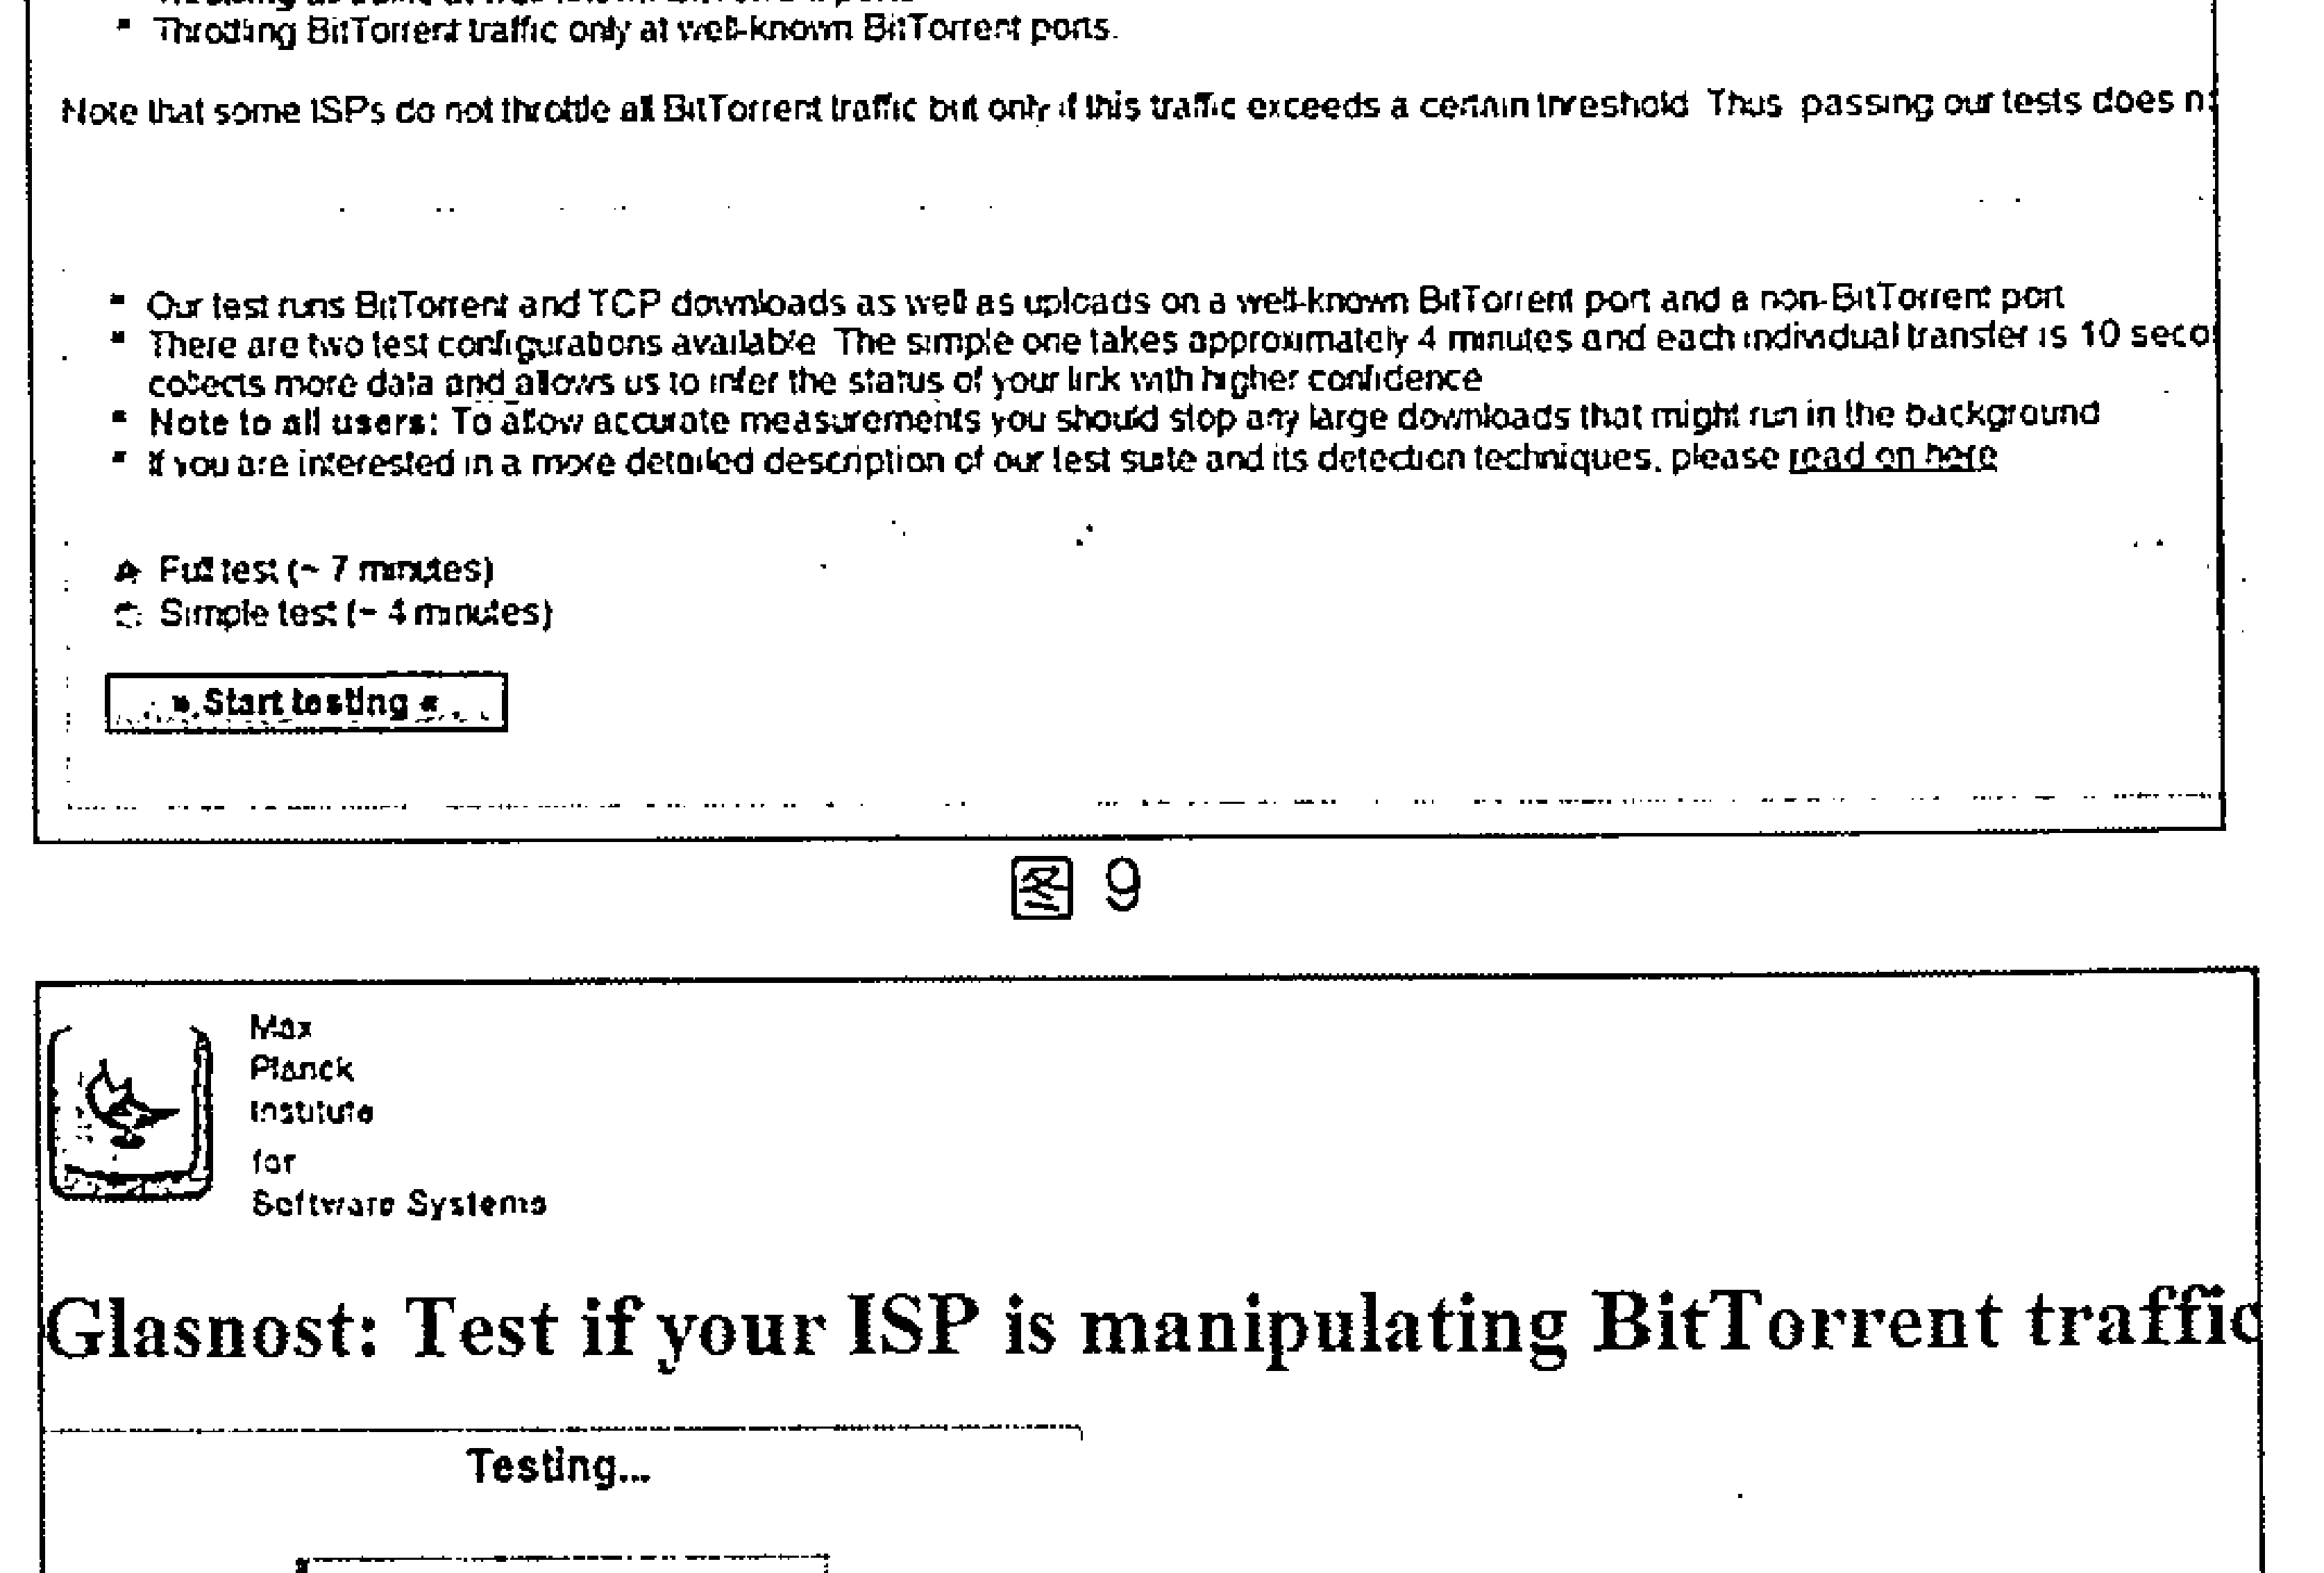 Throttling BitTorrent traffic only at well-known BitTorrent ports.
Note that some ISPs do not throttle all BitTorrent traffic but only if this traffic exceeds a certain threshold Thus passing our tests does
Our test runs BitTorrent and TCP downloads as well as uploads on a well-known BitTorrent port and a non-BitTorrent port
There are two test configurations available The simple one takes approximately 4 minutes and each individual transfer is 10
collects more data and allows us to infer the status of your link with higher confidence
Note to all users: To allow accurate measurements you should stop any large downloads that might run in the background
If you are interested in a more detailed description of our test suite and its detection techniques, please read on here
Full test (~ 7 minutes)
Simple test (~ 4 minutes)
» Start testing «
图 9
Max
Planck
Institute
for
Software Systems
Glasnost: Test if your ISP is manipulating BitTorrent traffic
Testing...